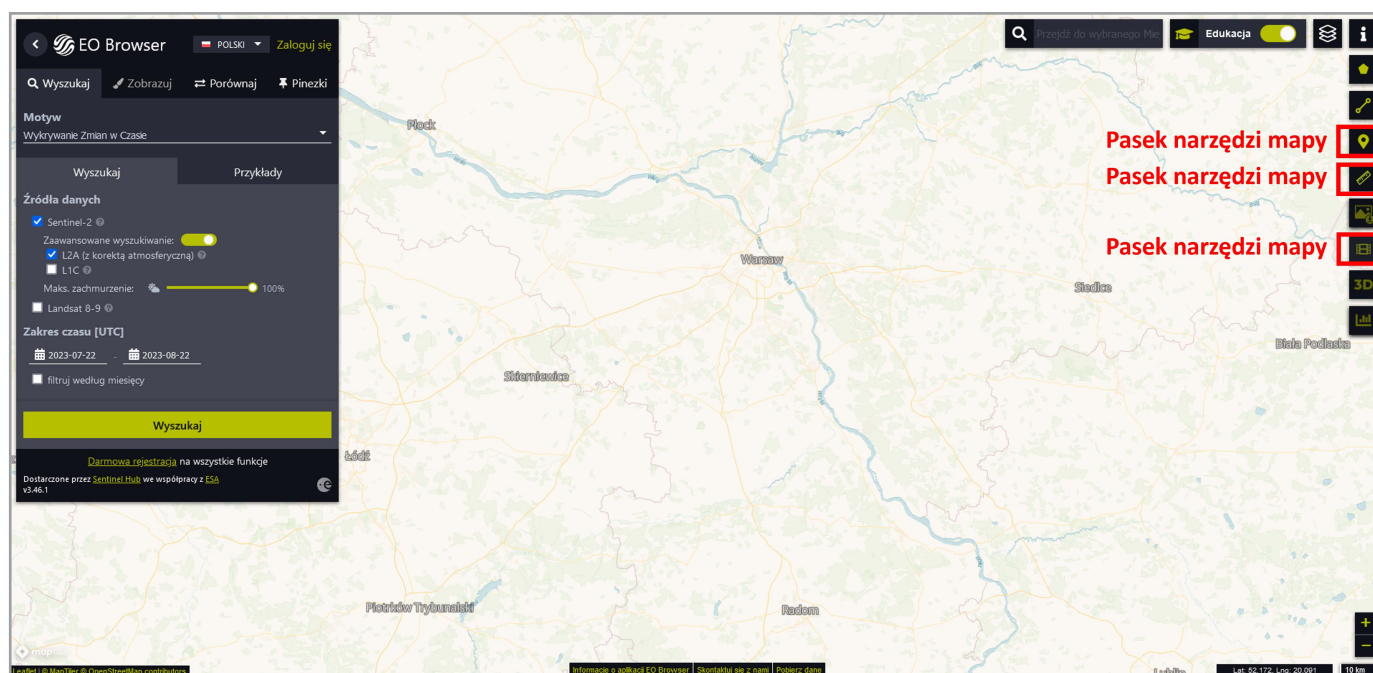 EO Browser
POLSKI
Zaloguj się
Wyszukaj
Zobrazuj
Porównaj
Pinezki
Motyw
Wykrywanie Zmian w Czasie
Wyszukaj
Przykłady
Źródła danych
Sentinel-2
Zaawansowane wyszukiwanie:
L2A (z korektą atmosferyczną)
L1C
Maks. zachmurzenie:
100%
Landsat 8-9
Zakres czasu [UTC]
2023-07-22 - 2023-08-22
filtruj według miesięcy
Wyszukaj
Darmowa rejestracja na wszystkie funkcje
Dostarczone przez Sentinel Hub we współpracy z ESA
v3.46.1
Przejdź do wybranego Mie
Edukacja
Pasek narzędzi mapy
Pasek narzędzi mapy
Pasek narzędzi mapy
3D
Płock
Warsaw
Siedlce
Biała Podlaska
Skierniewice
Łódź
Piotrków Trybunalski
Radom
Lublin
+
−
Leaflet | © MapTiler © OpenStreetMap contributors
Informacje o aplikacji EO Browser
Skontaktuj się z nami
Pobierz dane
Lat: 52.172, Lng: 20.091
10 km